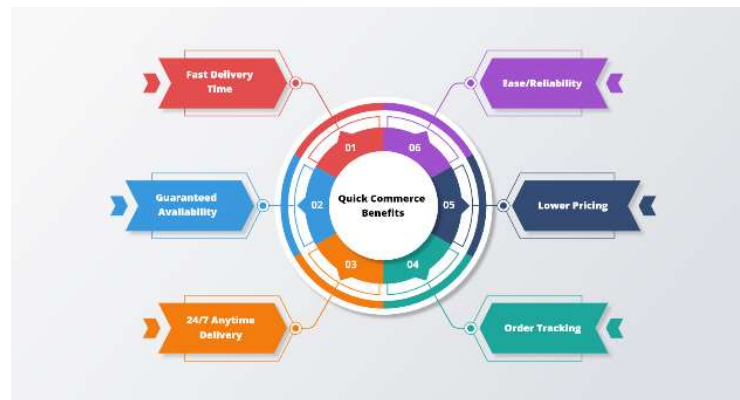 Fast Delivery
Time
Ease/Reliability
01
06
Guaranteed
Availability
02
Quick Commerce
Benefits
05
Lower Pricing
03
04
24/7 Anytime
Delivery
Order Tracking